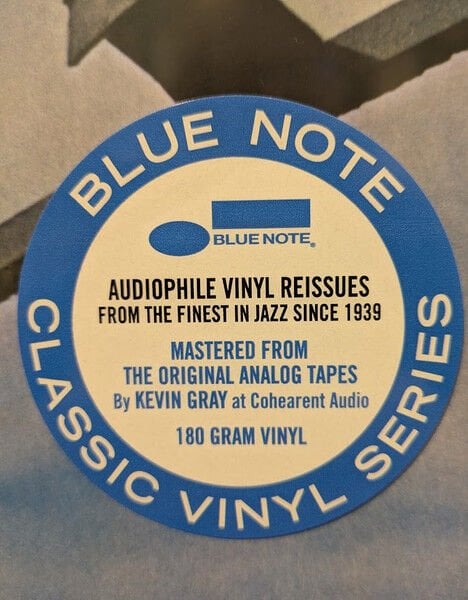 BLUE NOTE
BLUE NOTE®
AUDIOPHILE VINYL REISSUES
FROM THE FINEST IN JAZZ SINCE 1939
MASTERED FROM
THE ORIGINAL ANALOG TAPES
By KEVIN GRAY at Cohearent Audio
180 GRAM VINYL
CLASSIC VINYL SERIES